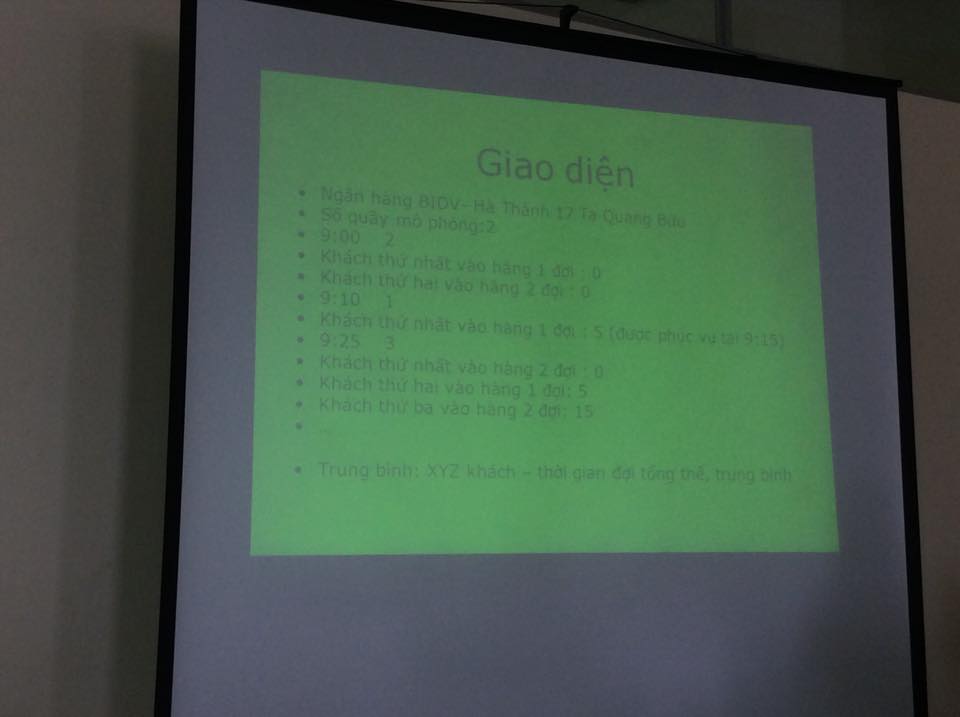 Giao diện
• Ngân hàng BIDV–Hà Thành 17 Tạ Quang Bửu
• Số quầy mô phỏng:2
• 9:00 2
• Khách thứ nhất vào hàng 1 đợi : 0
• Khách thứ hai vào hàng 2 đợi : 0
• 9:10 1
• Khách thứ nhất vào hàng 1 đợi : 5 (được phục vụ tại 9:15)
• 9:25 3
• Khách thứ nhất vào hàng 2 đợi : 0
• Khách thứ hai vào hàng 1 đợi: 5
• Khách thứ ba vào hàng 2 đợi: 15
• …
• Trung bình: XYZ khách – thời gian đợi tổng thể, trung bình